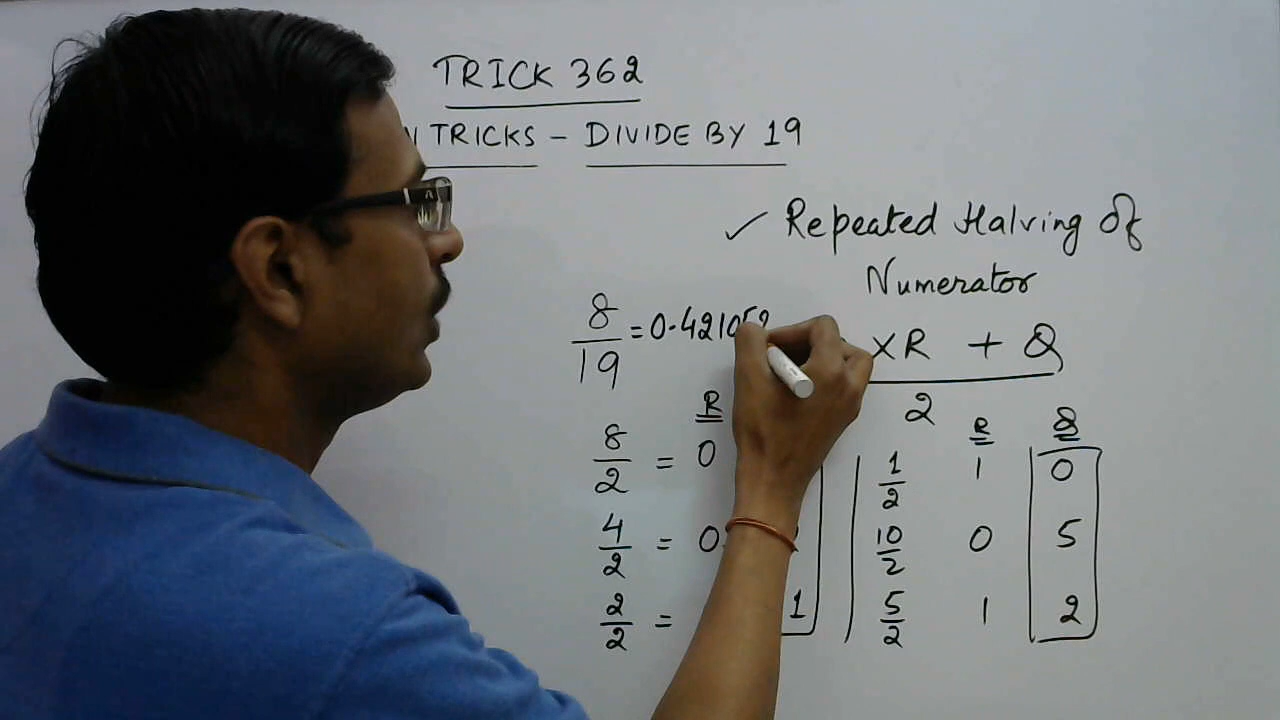 TRICK 362
TRICKS - DIVIDE BY 19
✓ Repeated Halving of
Numerator
8/19 = 0.421052
×R + Q
2
R
R Q
8/2 = 0
1/2 1 0
4/2 = 0
10/2 0 5
2/2 = 1
5/2 1 2